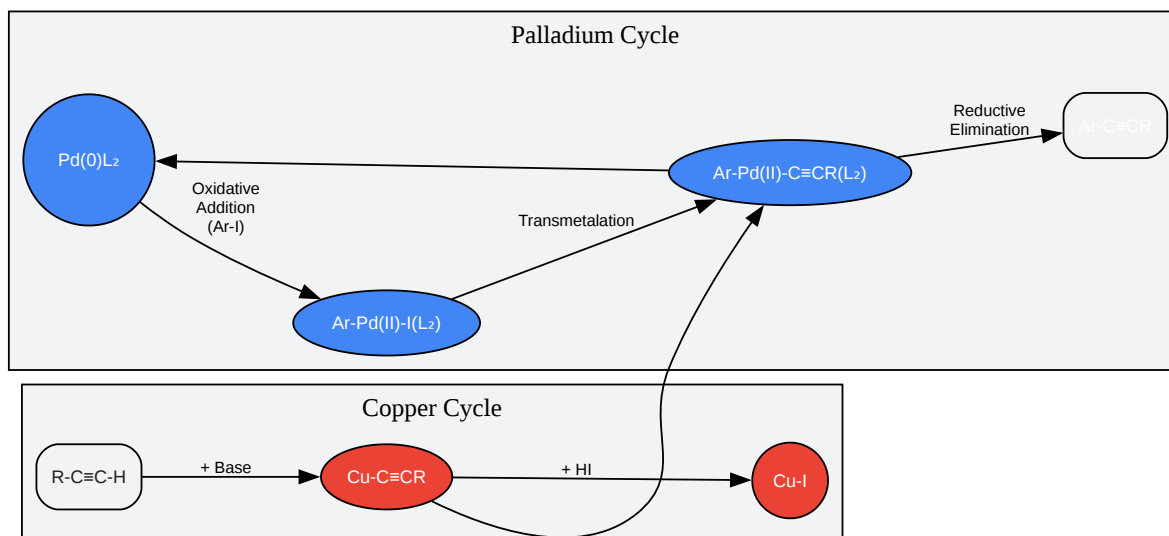 Palladium Cycle
Pd(0)L₂
Oxidative
Addition
(Ar-I)
Ar-Pd(II)-I(L₂)
Transmetalation
Ar-Pd(II)-C≡CR(L₂)
Reductive
Elimination
Ar-C≡CR
Copper Cycle
R-C≡C-H
+ Base
Cu-C≡CR
+ HI
Cu-I